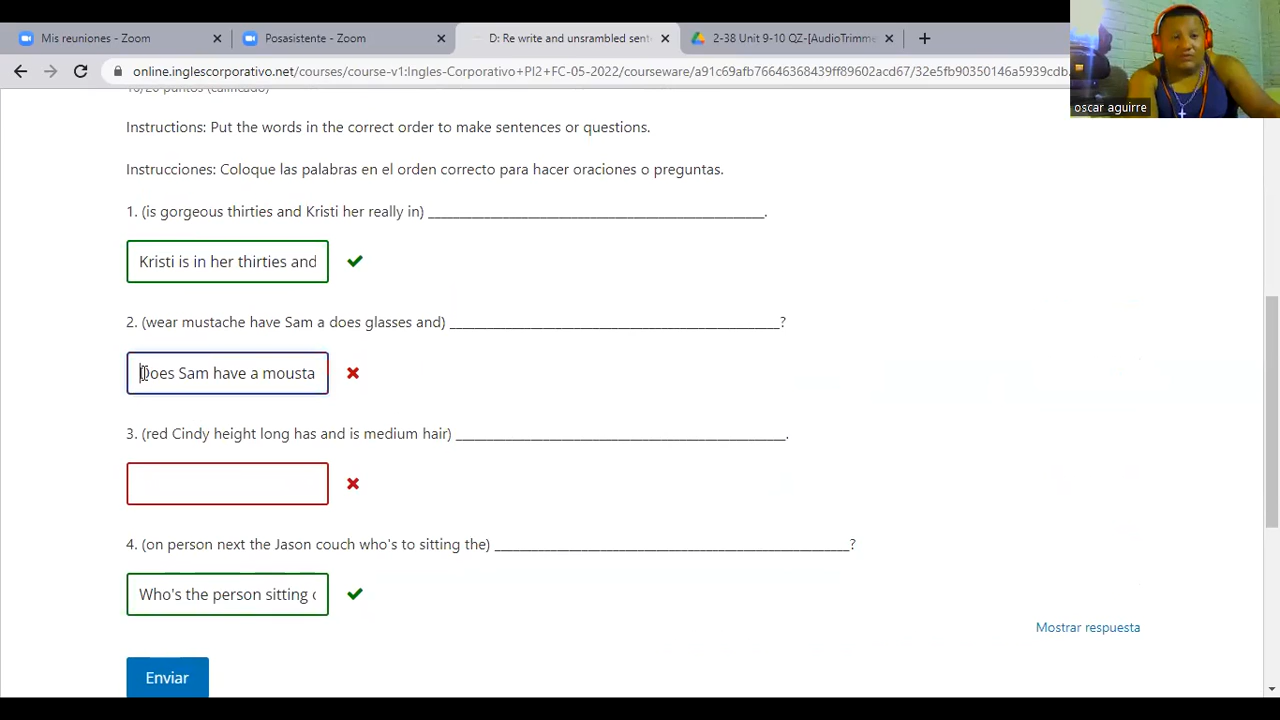 Mis reuniones - Zoom
Posasistente - Zoom
D: Re write and unsrambled sent
2-38 Unit 9-10 QZ-[AudioTrimme
online.inglescorporativo.net/courses/course-v1:Ingles-Corporativo+PI2+FC-05-2022/courseware/a91c69afb76646368439ff89602acd67/32e5fb90350146a5939cdb
oscar aguirre
puntos (calificado)
Instructions: Put the words in the correct order to make sentences or questions.
Instrucciones: Coloque las palabras en el orden correcto para hacer oraciones o preguntas.
1. (is gorgeous thirties and Kristi her really in) ______________________________________________.
Kristi is in her thirties and
2. (wear mustache have Sam a does glasses and) ______________________________________________?
Does Sam have a mousta
3. (red Cindy height long has and is medium hair) ______________________________________________.
4. (on person next the Jason couch who's to sitting the) _________________________________________________?
Who's the person sitting
Mostrar respuesta
Enviar